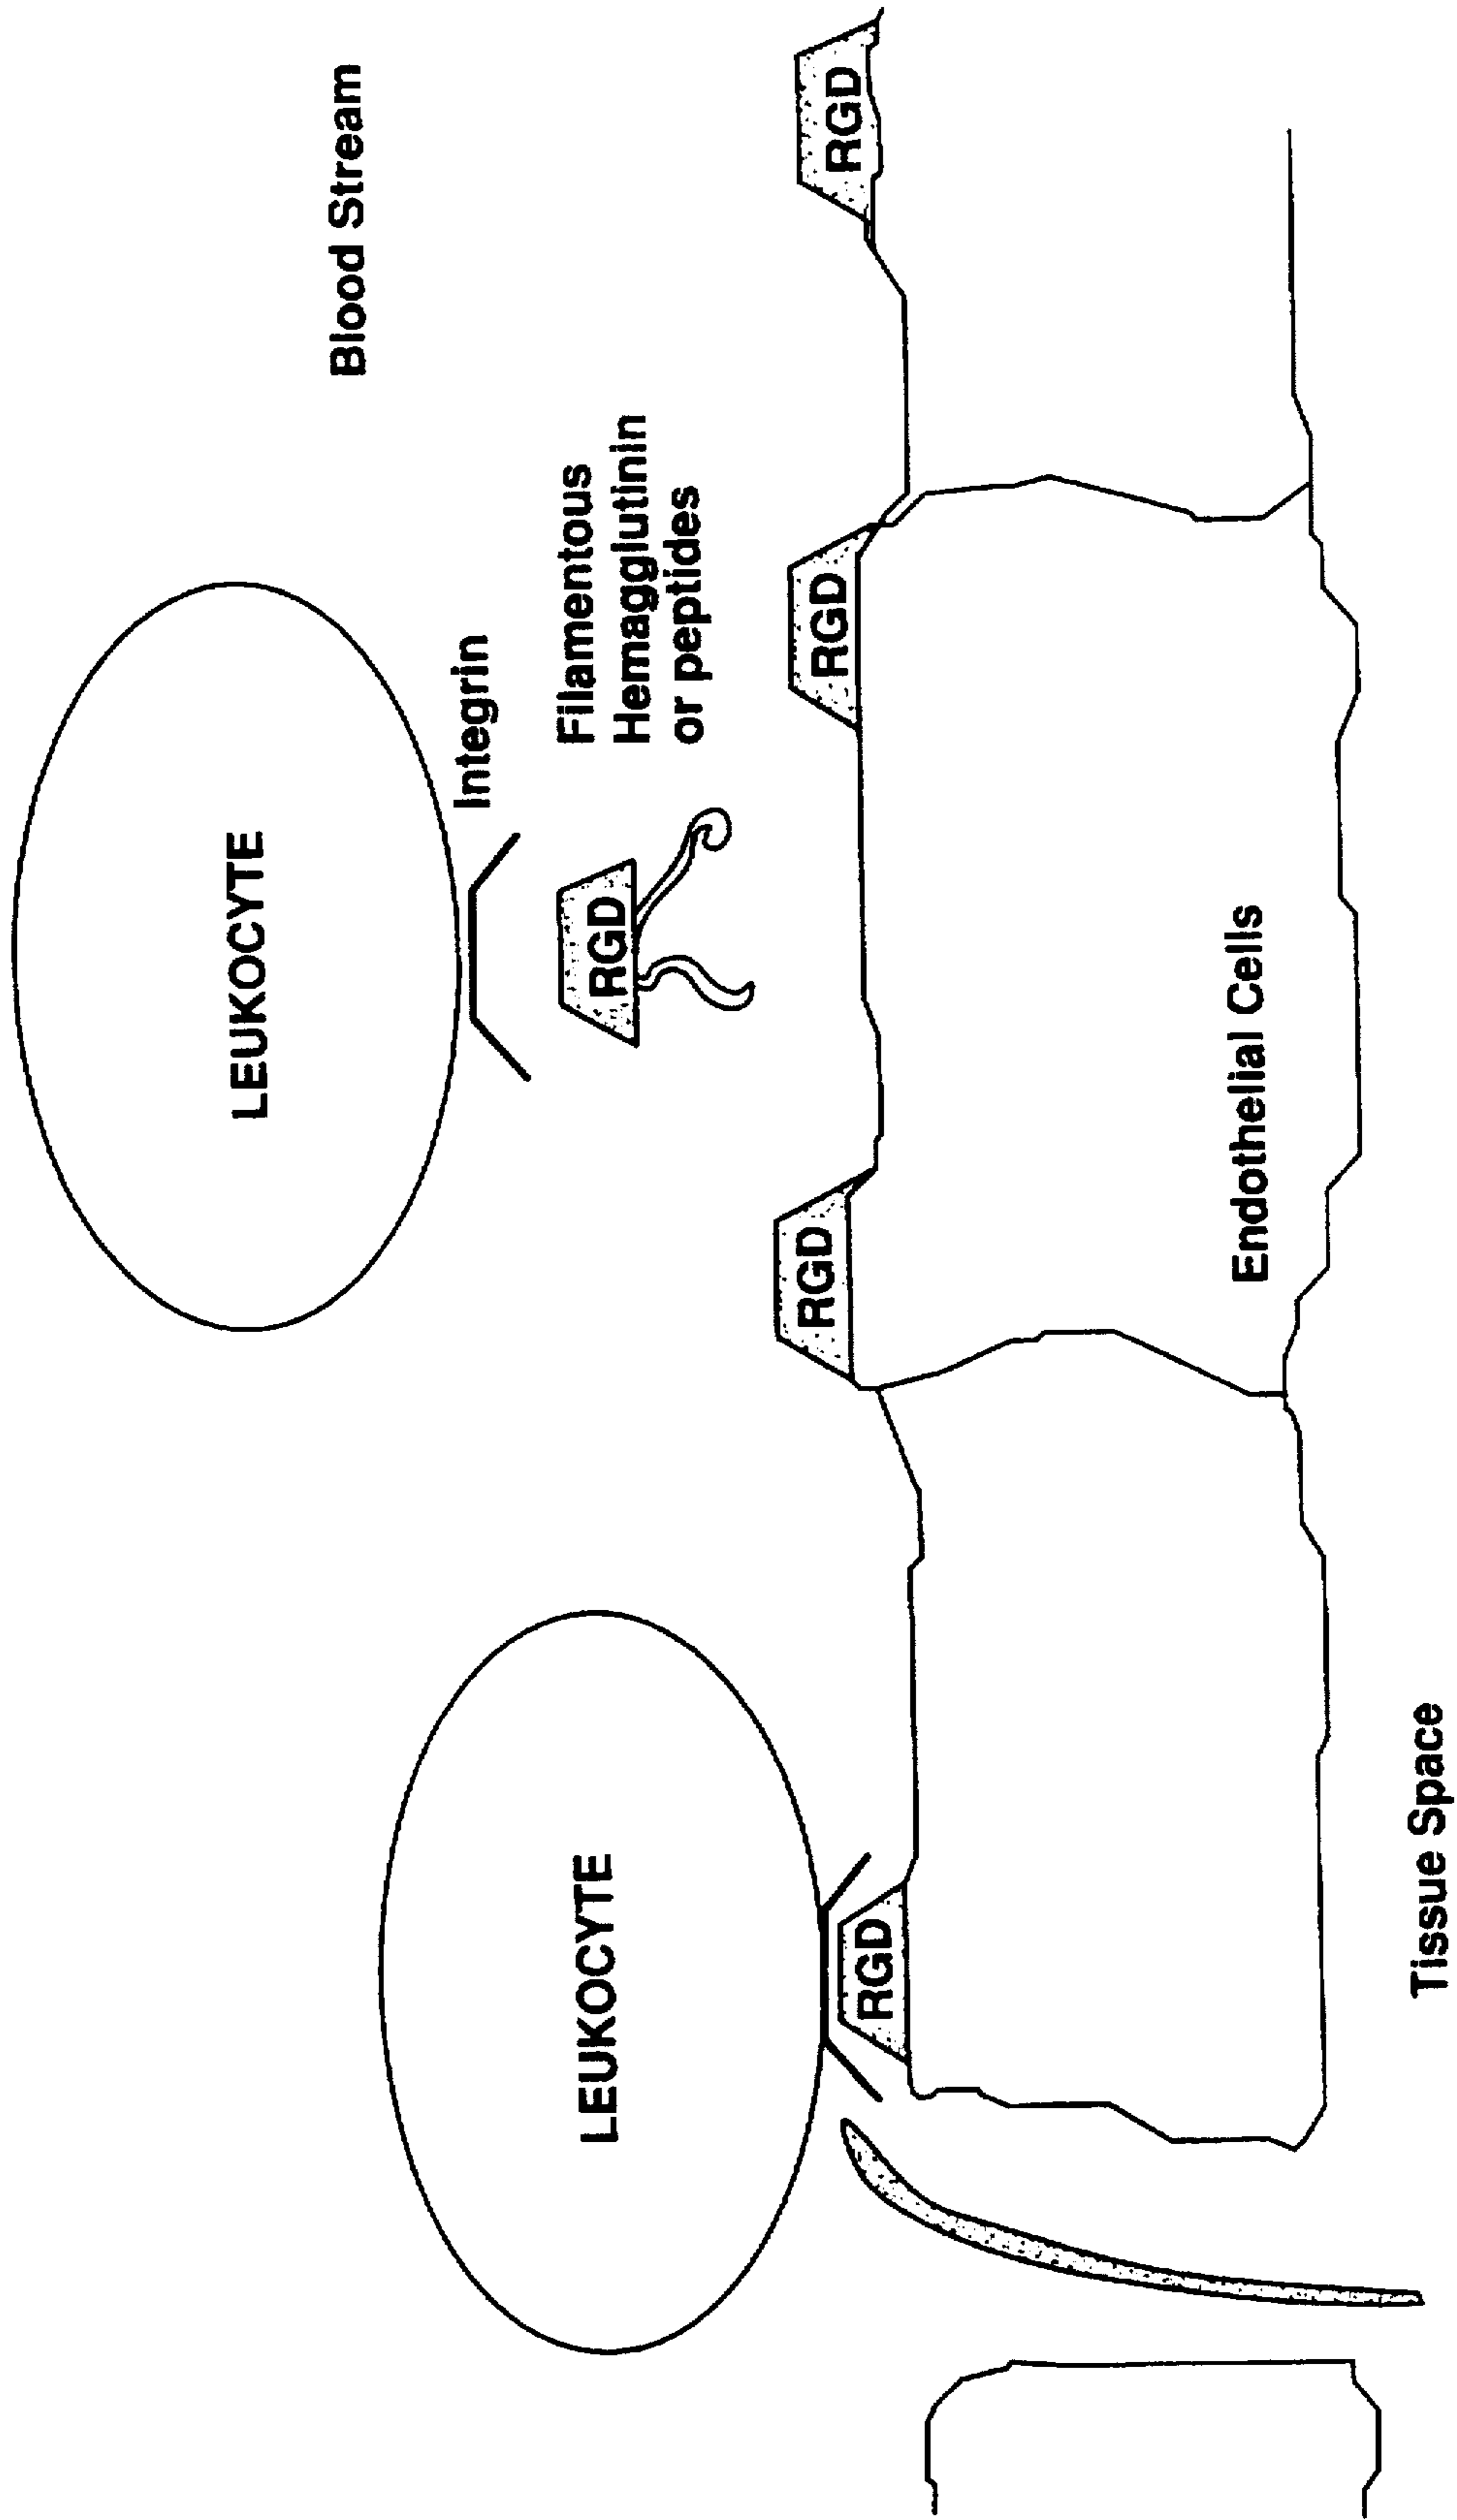 LEUKOCYTE
Blood Stream
Integrin
Filamentous
Hemagglutinin
or peptides
LEUKOCYTE
RGD
RGD
RGD
RGD
RGD
Endothelial Cells
Tissue Space